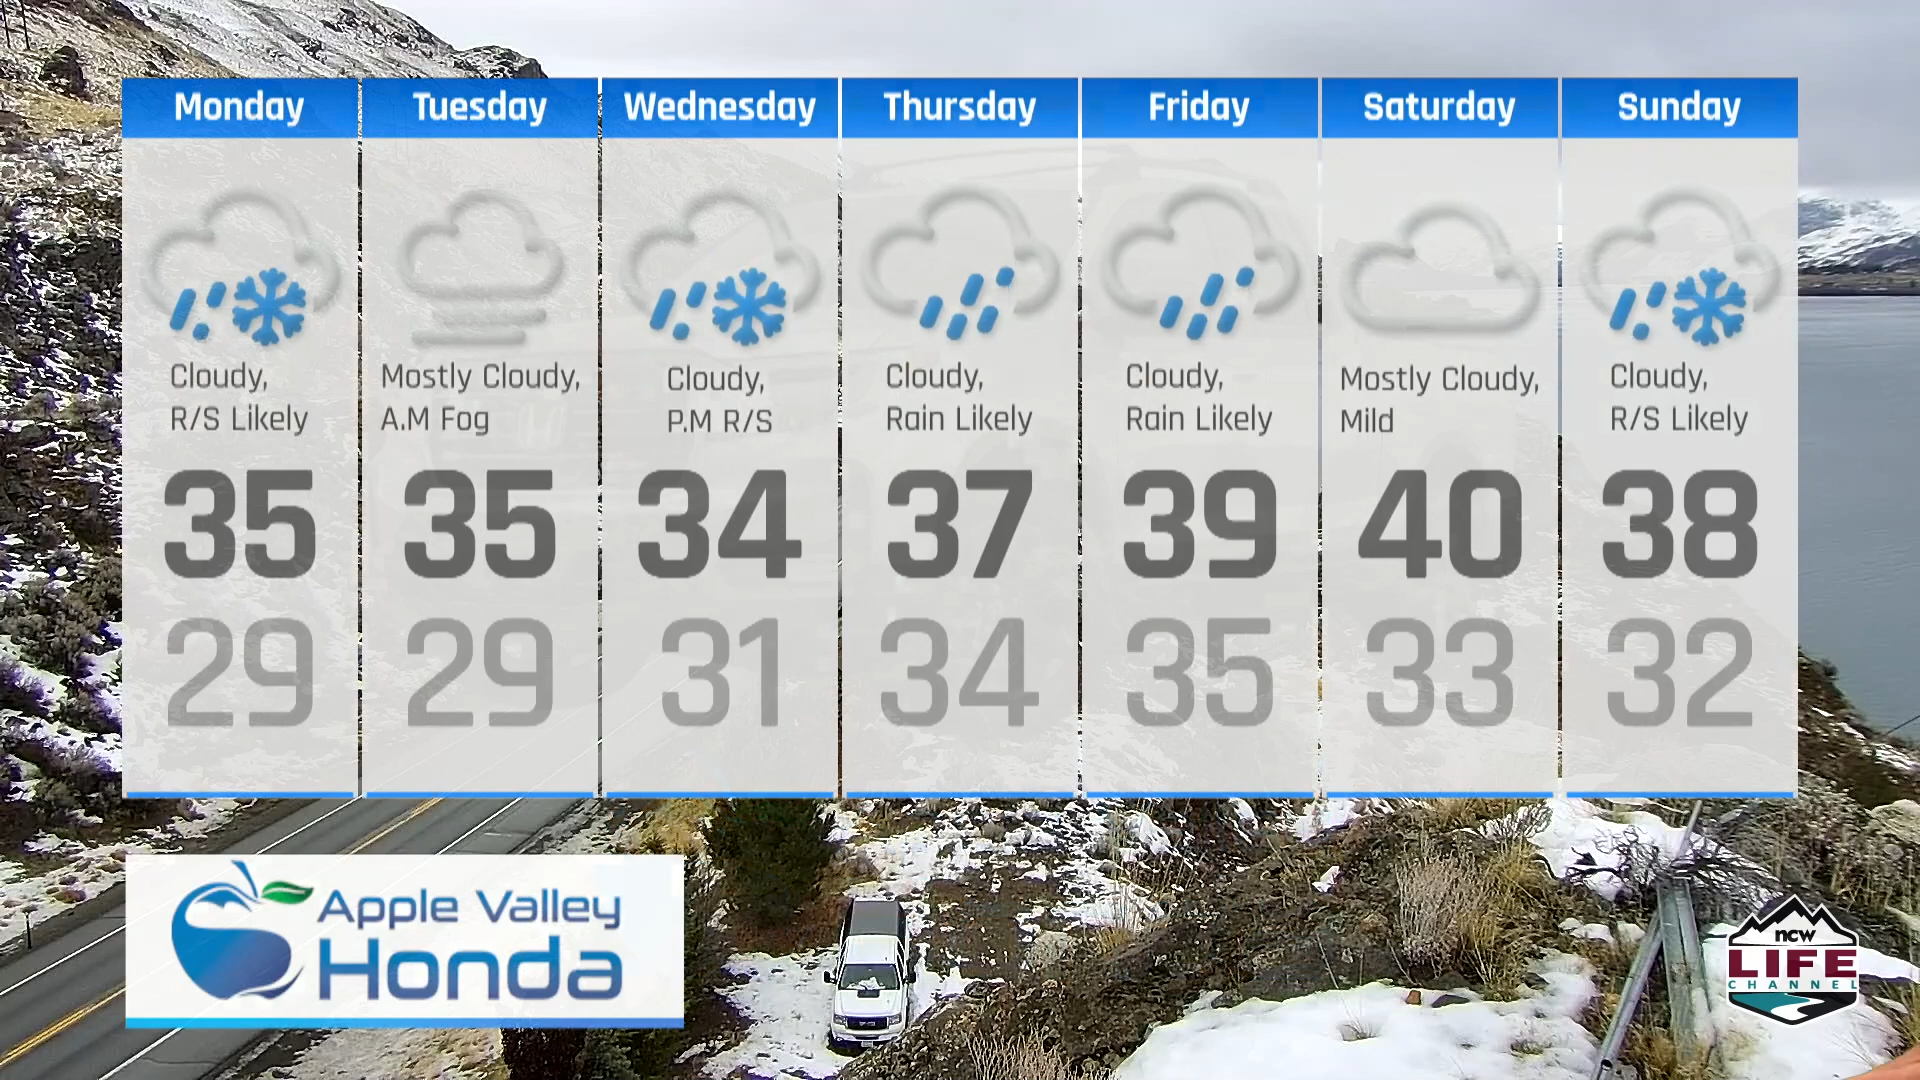 Monday
Cloudy,
R/S Likely
35
29
Tuesday
Mostly Cloudy,
A.M Fog
35
29
Wednesday
Cloudy,
P.M R/S
34
31
Thursday
Cloudy,
Rain Likely
37
34
Friday
Cloudy,
Rain Likely
39
35
Saturday
Mostly Cloudy,
Mild
40
33
Sunday
Cloudy,
R/S Likely
38
32
Apple Valley
Honda
ncw
LIFE
CHANNEL